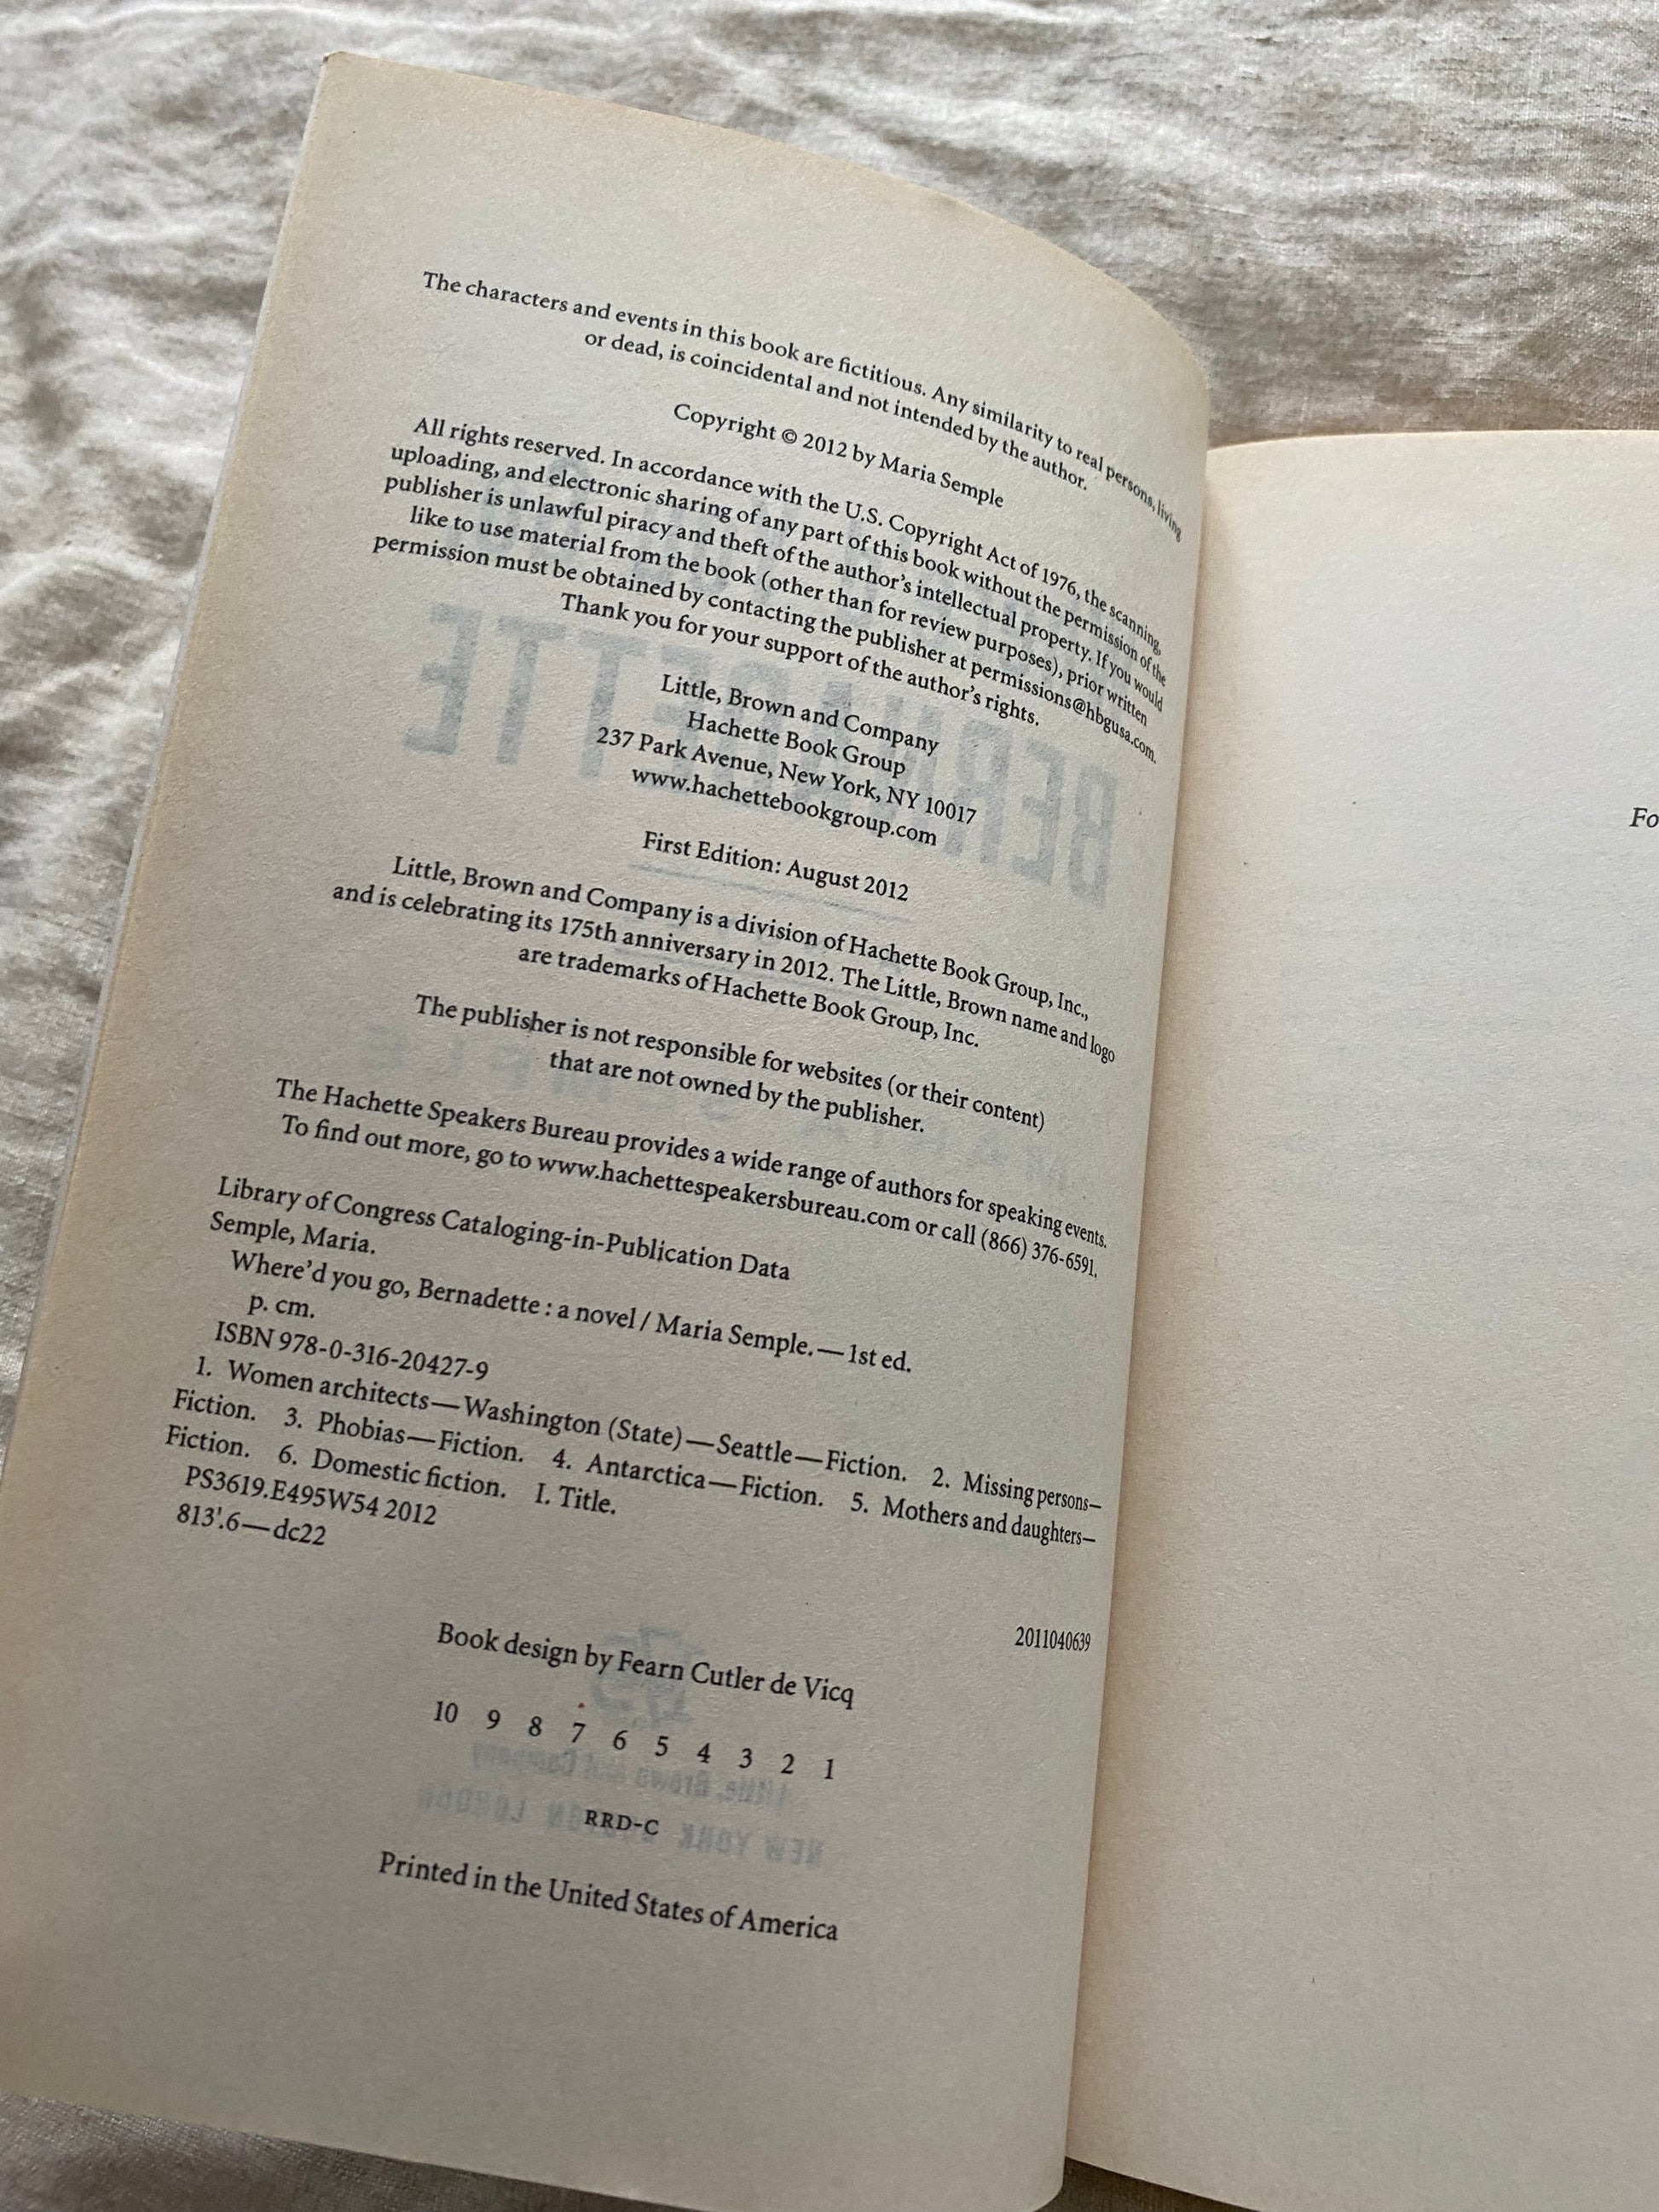 The characters and events in this book are fictitious. Any similarity to real persons, living
or dead, is coincidental and not intended by the author.
Copyright © 2012 by Maria Semple
All rights reserved. In accordance with the U.S. Copyright Act of 1976, the scanning,
uploading, and electronic sharing of any part of this book without the permission of the
publisher is unlawful piracy and theft of the author's intellectual property. If you would
like to use material from the book (other than for review purposes), prior written
permission must be obtained by contacting the publisher at permissions@hbgusa.com.
Thank you for your support of the author's rights.
Little, Brown and Company
Hachette Book Group
237 Park Avenue, New York, NY 10017
www.hachettebookgroup.com
First Edition: August 2012
Little, Brown and Company is a division of Hachette Book Group, Inc.,
and is celebrating its 175th anniversary in 2012. The Little, Brown name and logo
are trademarks of Hachette Book Group, Inc.
The publisher is not responsible for websites (or their content)
that are not owned by the publisher.
The Hachette Speakers Bureau provides a wide range of authors for speaking events.
To find out more, go to www.hachettespeakersbureau.com or call (866) 376-6591.
Library of Congress Cataloging-in-Publication Data
Semple, Maria.
Where'd you go, Bernadette : a novel / Maria Semple. — 1st ed.
p. cm.
ISBN 978-0-316-20427-9
1. Women architects—Washington (State)—Seattle—Fiction. 2. Missing persons—
Fiction. 3. Phobias—Fiction. 4. Antarctica—Fiction. 5. Mothers and daughters—
Fiction. 6. Domestic fiction. I. Title.
PS3619.E495W54 2012
813'.6—dc22
2011040639
Book design by Fearn Cutler de Vicq
10 9 8 7 6 5 4 3 2 1
RRD-C
Printed in the United States of America
Fo